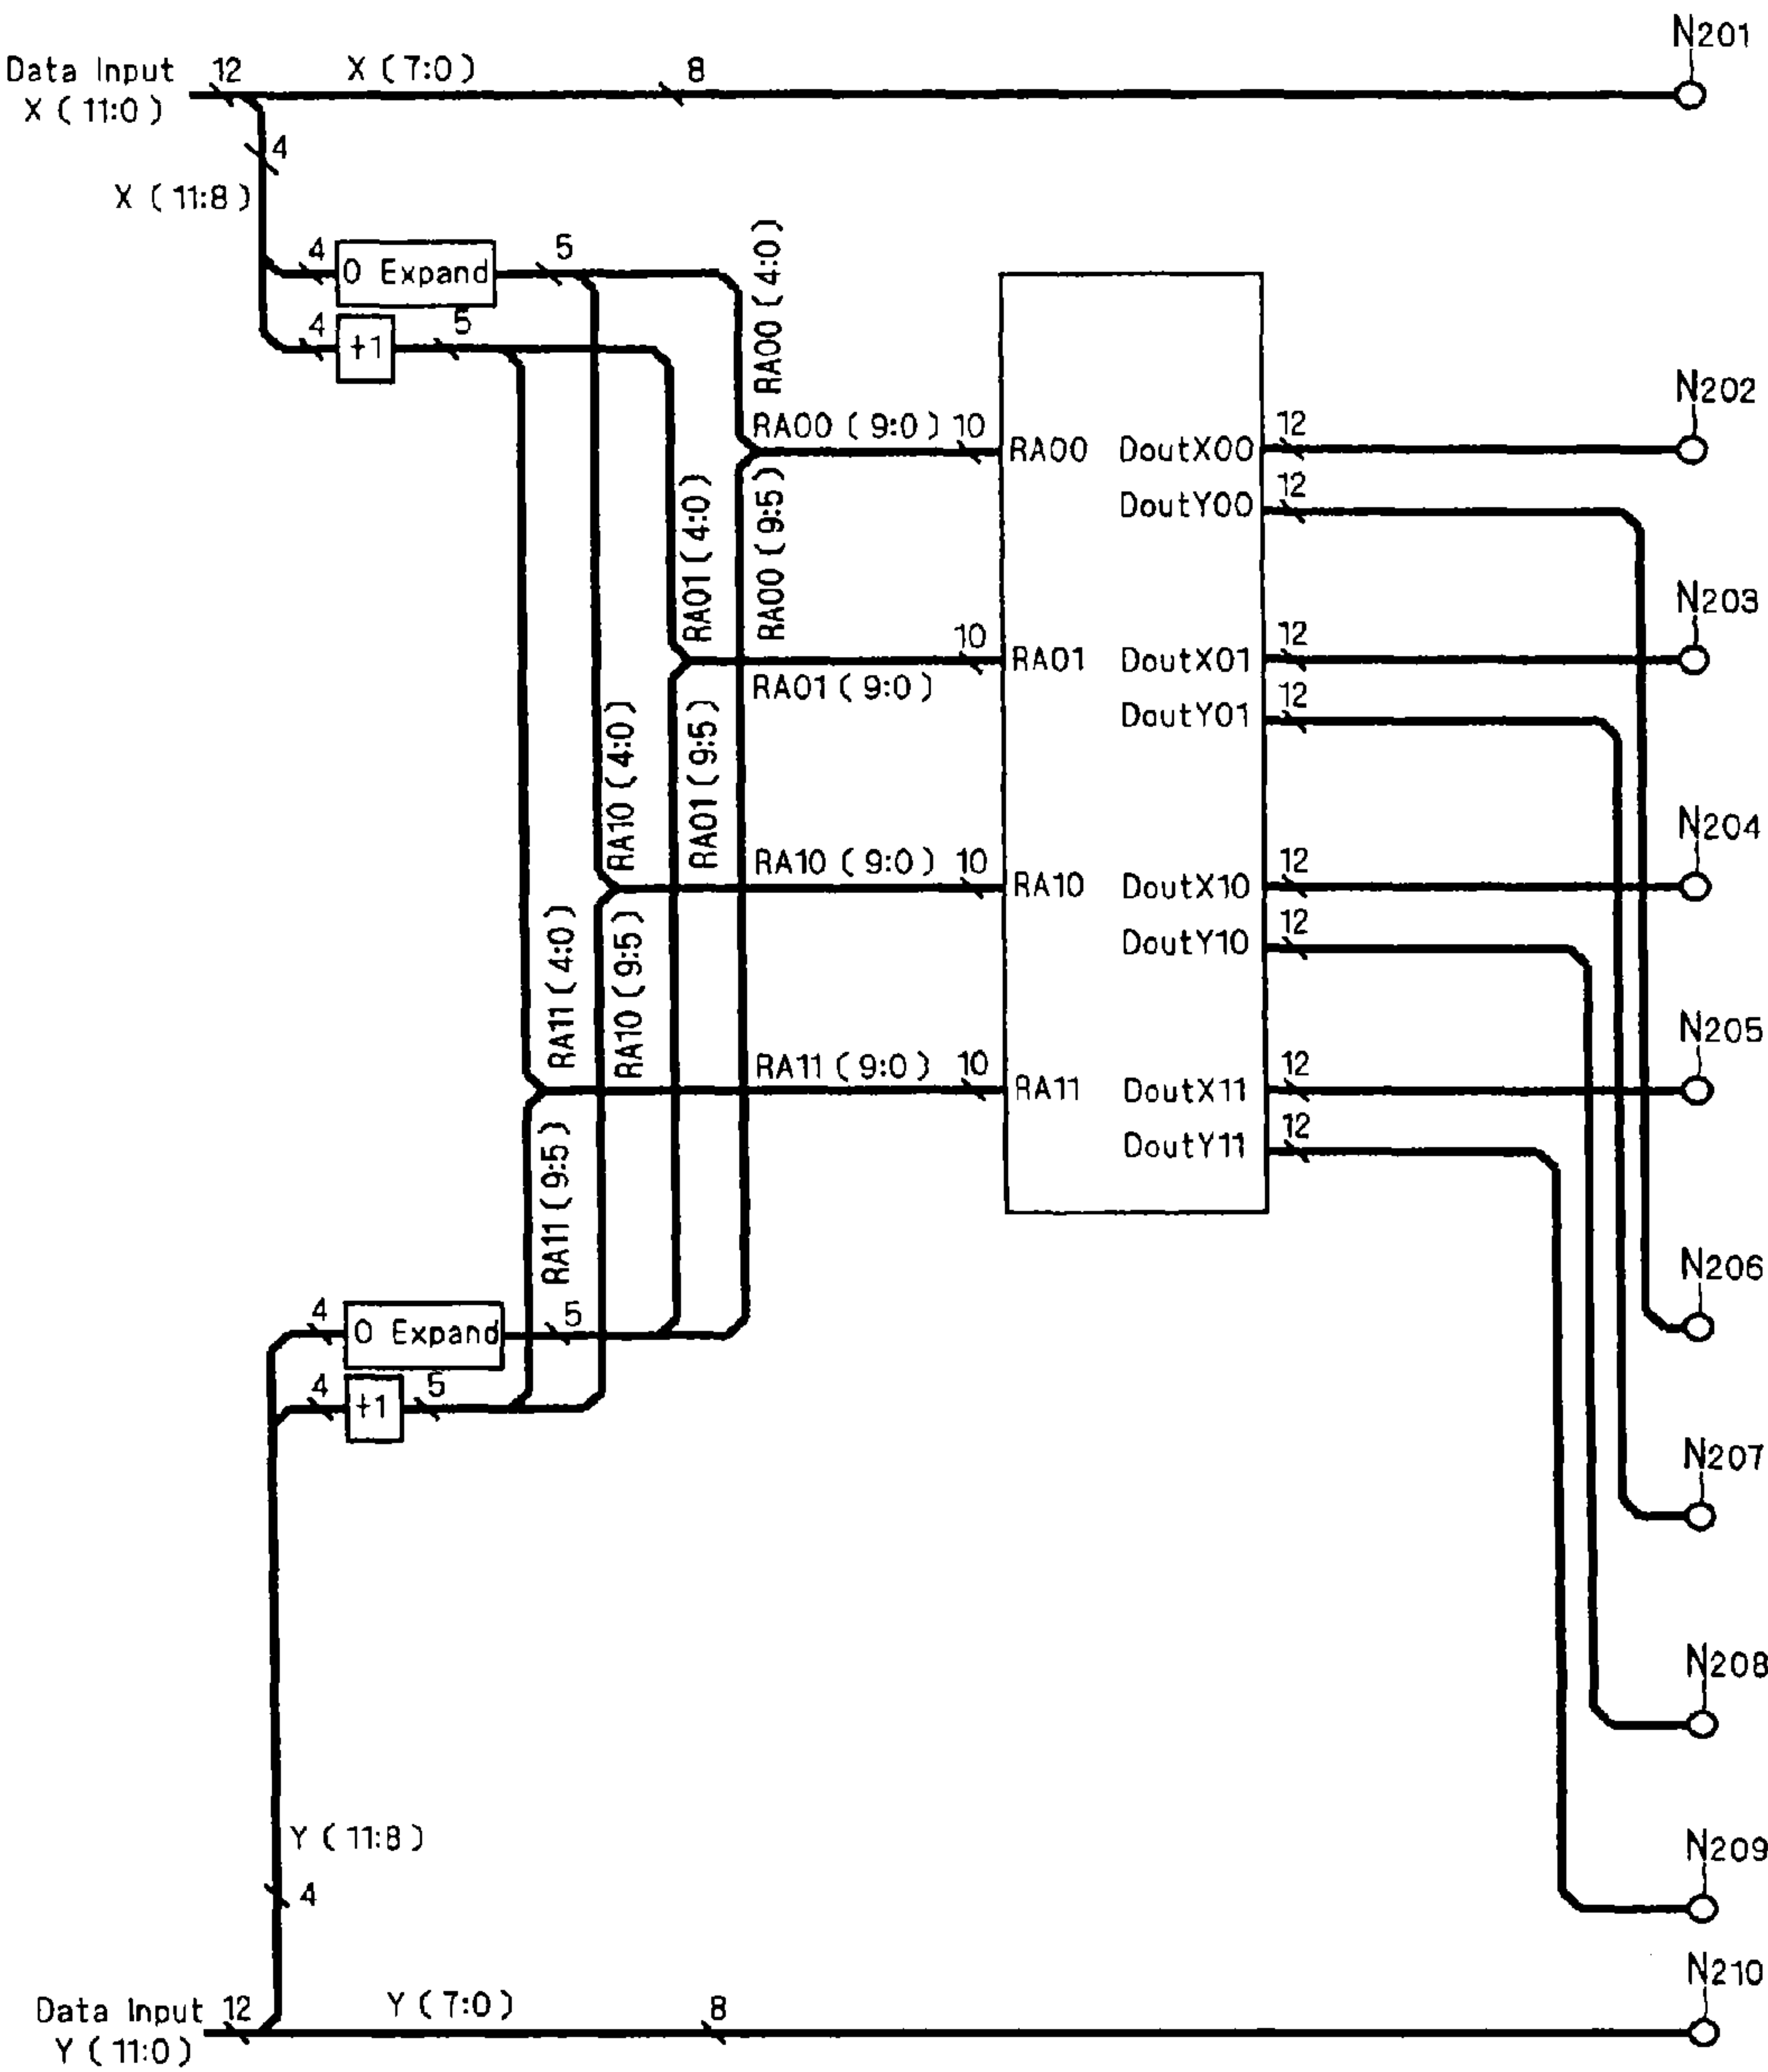 N201
Data Input 12 X (7:0) 8
X (11:0)
4
X (11:8)
4 0 Expand 5
4 +1 5
RA00 (4:0)
N202
RA00 (9:0) 10 RA00 DoutX00 12
DoutY00 12
RA01 (4:0)
RA00 (9:5)
N203
10 RA01 DoutX01 12
RA01 (9:0)
DoutY01 12
RA10 (4:0)
RA01 (9:5)
N204
RA10 (9:0) 10 RA10 DoutX10 12
DoutY10 12
RA11 (4:0)
RA10 (9:5)
N205
RA11 (9:0) 10 RA11 DoutX11 12
DoutY11 12
RA11 (9:5)
N206
4 0 Expand 5
4 +1 5
N207
N208
Y (11:8)
4
N209
N210
Data Input 12 Y (7:0) 8
Y (11:0)